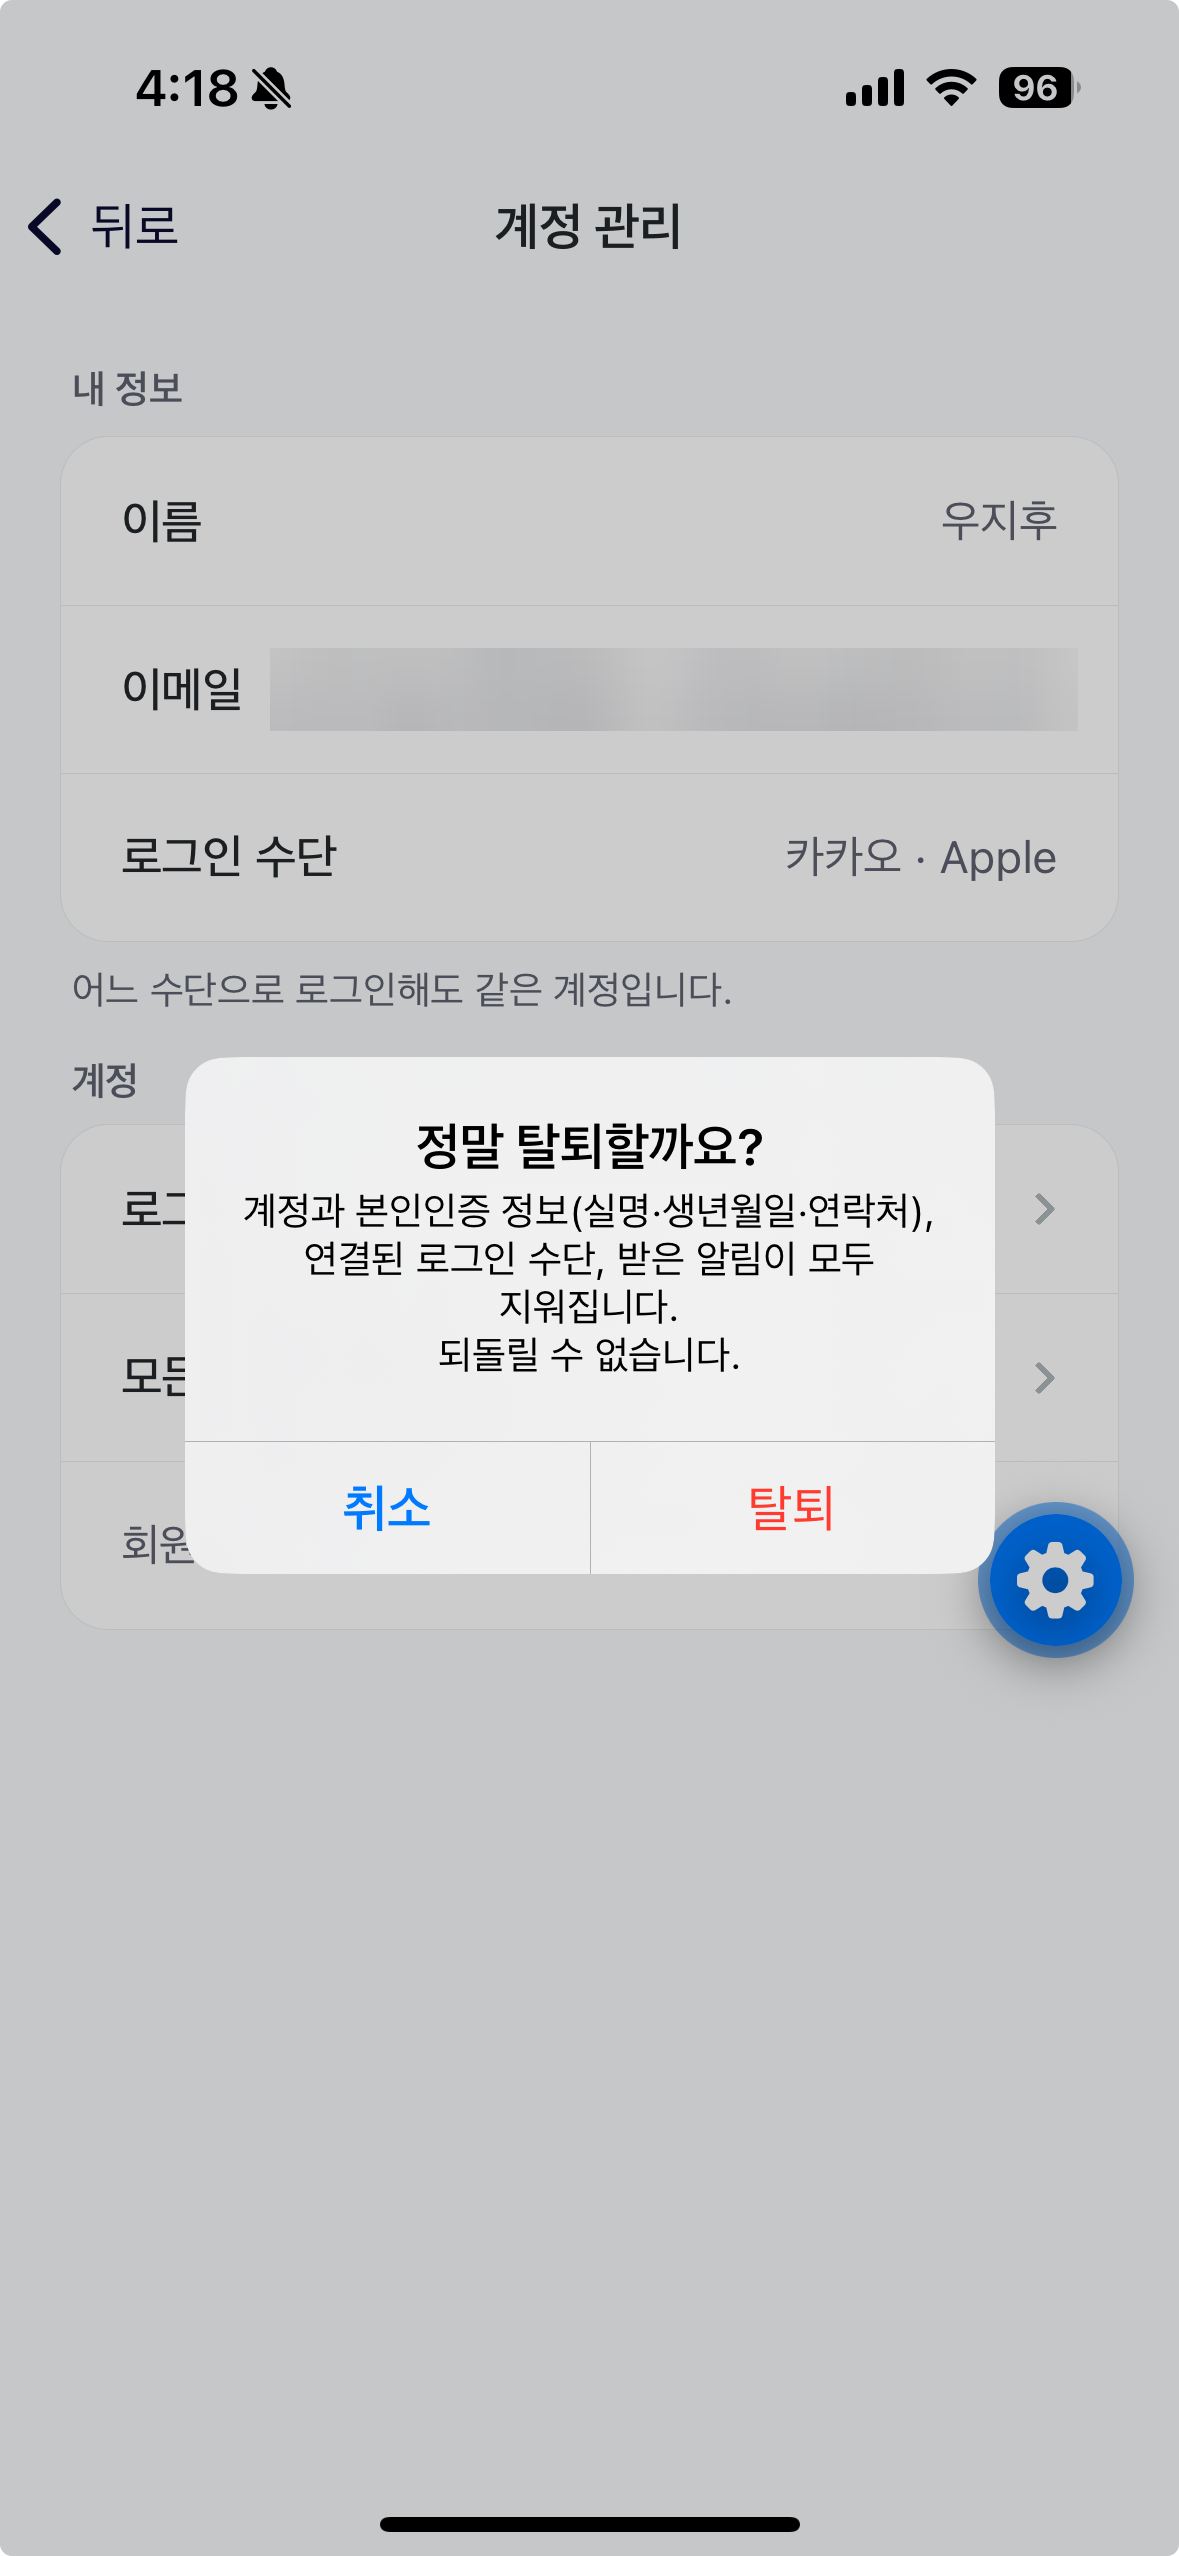 4:18
96
뒤로
계정 관리
내 정보
이름
우지후
이메일
로그인 수단
카카오 · Apple
어느 수단으로 로그인해도 같은 계정입니다.
계정
정말 탈퇴할까요?
계정과 본인인증 정보(실명·생년월일·연락처),
연결된 로그인 수단, 받은 알림이 모두
지워집니다.
되돌릴 수 없습니다.
취소
탈퇴